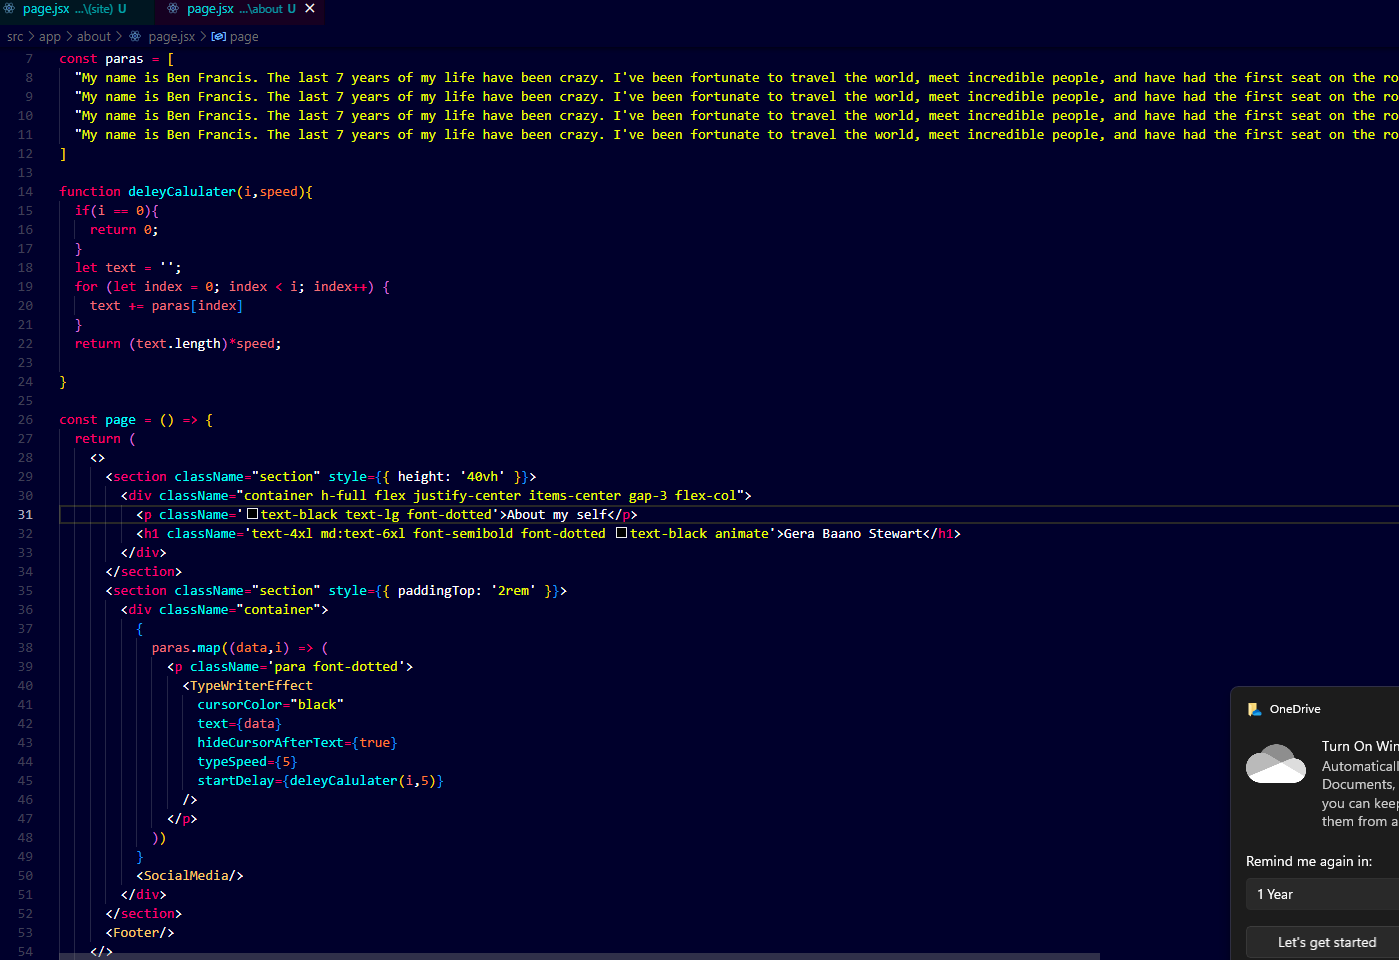 page.jsx ...\(site) U
page.jsx ...\about U
src > app > about > page.jsx > page
7 const paras = [
8 "My name is Ben Francis. The last 7 years of my life have been crazy. I've been fortunate to travel the world, meet incredible people, and have had the first seat on the ro
9 "My name is Ben Francis. The last 7 years of my life have been crazy. I've been fortunate to travel the world, meet incredible people, and have had the first seat on the ro
10 "My name is Ben Francis. The last 7 years of my life have been crazy. I've been fortunate to travel the world, meet incredible people, and have had the first seat on the ro
11 "My name is Ben Francis. The last 7 years of my life have been crazy. I've been fortunate to travel the world, meet incredible people, and have had the first seat on the ro
12 ]
13
14 function deleyCalulater(i,speed){
15 if(i == 0){
16 return 0;
17 }
18 let text = '';
19 for (let index = 0; index < i; index++) {
20 text += paras[index]
21 }
22 return (text.length)*speed;
23
24 }
25
26 const page = () => {
27 return (
28 <>
29 <section className="section" style={{ height: '40vh' }}>
30 <div className="container h-full flex justify-center items-center gap-3 flex-col">
31 <p className='text-black text-lg font-dotted'>About my self</p>
32 <h1 className='text-4xl md:text-6xl font-semibold font-dotted text-black animate'>Gera Baano Stewart</h1>
33 </div>
34 </section>
35 <section className="section" style={{ paddingTop: '2rem' }}>
36 <div className="container">
37 {
38 paras.map((data,i) => (
39 <p className='para font-dotted'>
40 <TypeWriterEffect
41 cursorColor="black"
42 text={data}
43 hideCursorAfterText={true}
44 typeSpeed={5}
45 startDelay={deleyCalulater(i,5)}
46 />
47 </p>
48 ))
49 }
50 <SocialMedia/>
51 </div>
52 </section>
53 <Footer/>
54 </>
OneDrive
Turn On Win
Automaticall
Documents,
you can keep
them from a
Remind me again in:
1 Year
Let's get started